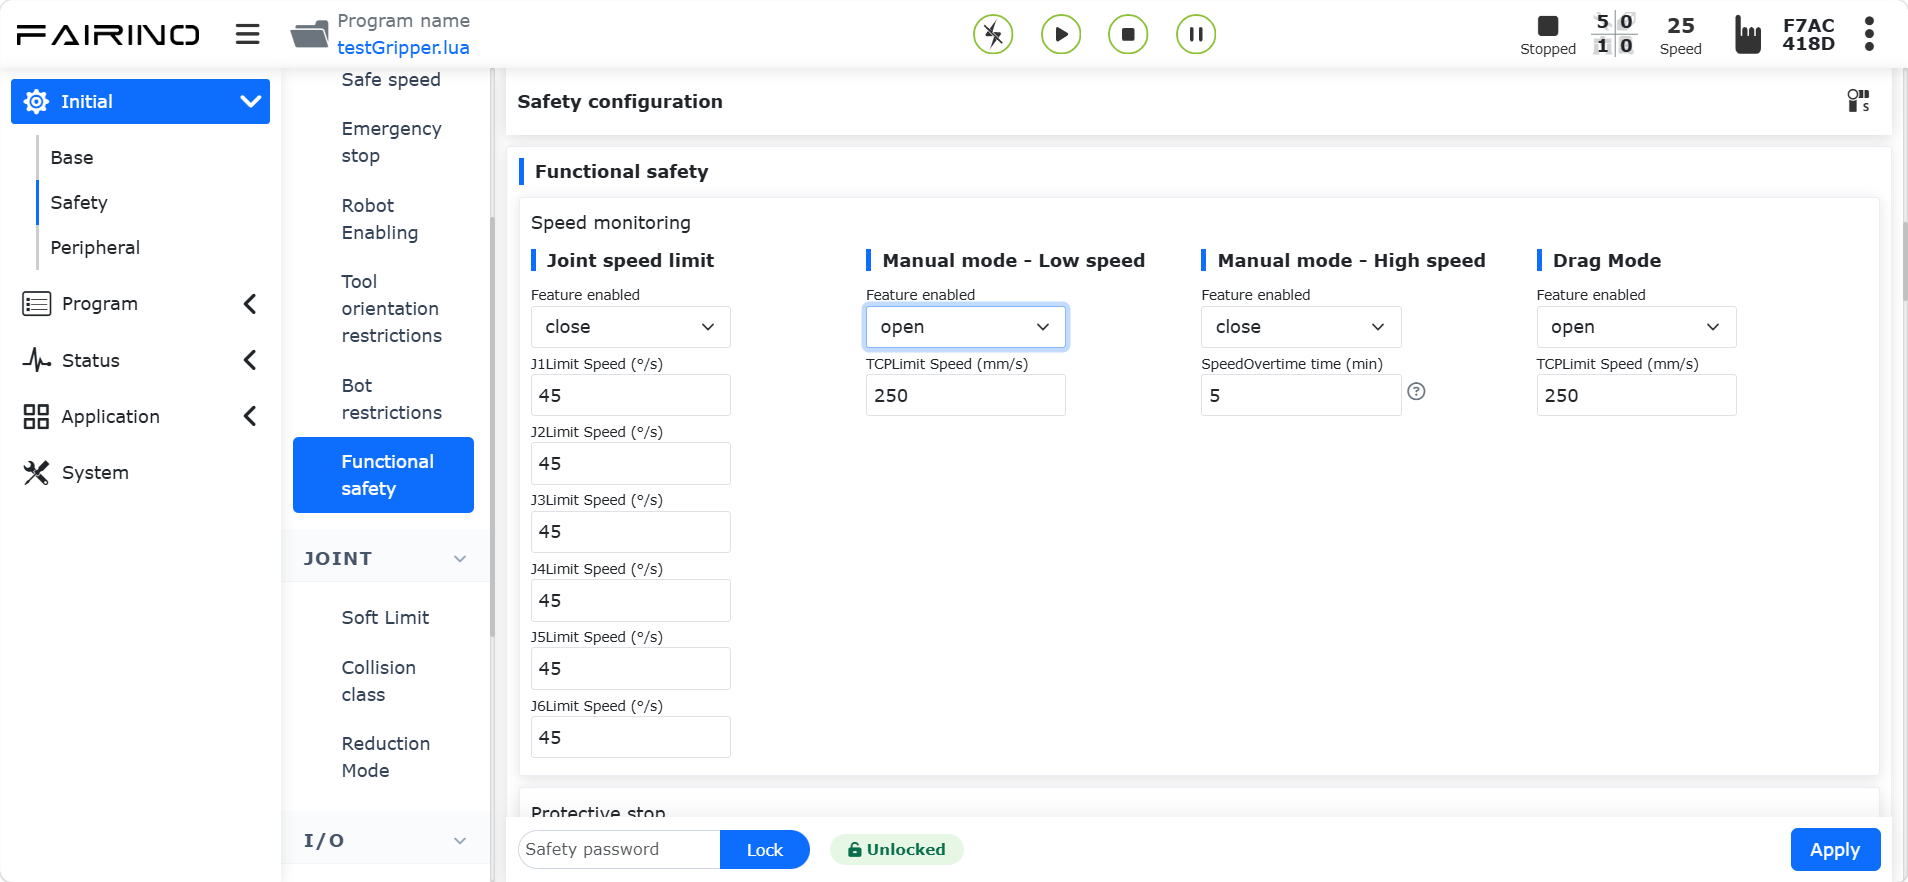 FAIRINO
Program name
testGripper.lua
Stopped
5 0
1 0
25
Speed
F7AC
418D
Initial
Base
Safety
Peripheral
Program
Status
Application
System
Safe speed
Emergency
stop
Robot
Enabling
Tool
orientation
restrictions
Bot
restrictions
Functional
safety
JOINT
Soft Limit
Collision
class
Reduction
Mode
I/O
Safety configuration
S
Functional safety
Speed monitoring
Joint speed limit
Feature enabled
close
J1Limit Speed (°/s)
45
J2Limit Speed (°/s)
45
J3Limit Speed (°/s)
45
J4Limit Speed (°/s)
45
J5Limit Speed (°/s)
45
J6Limit Speed (°/s)
45
Manual mode - Low speed
Feature enabled
open
TCPLimit Speed (mm/s)
250
Manual mode - High speed
Feature enabled
close
SpeedOvertime time (min)
5
?
Drag Mode
Feature enabled
open
TCPLimit Speed (mm/s)
250
Protective stop
Safety password
Lock
Unlocked
Apply